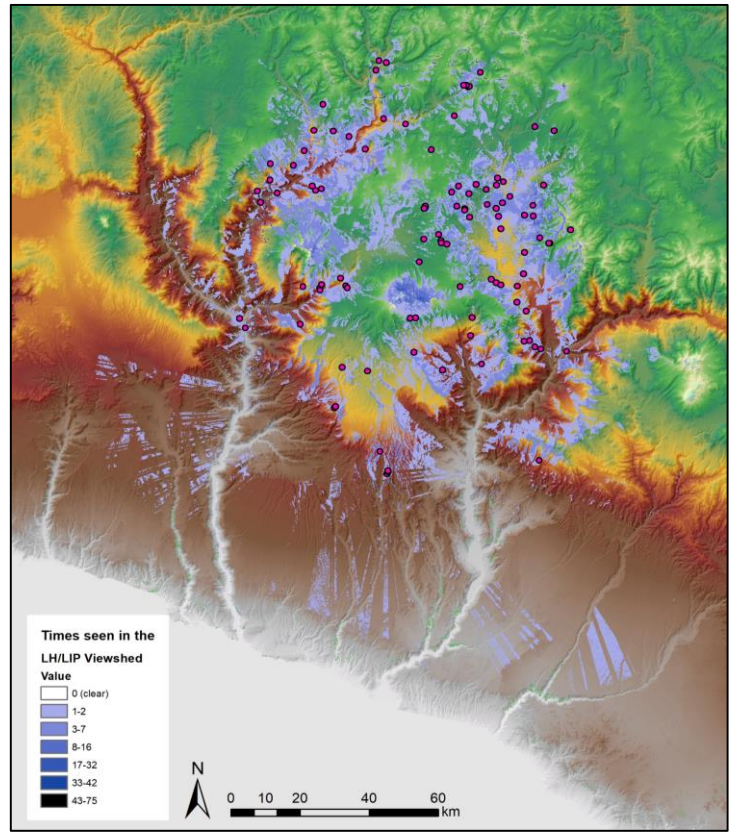 Times seen in the
LH/LIP Viewshed
Value
0 (clear)
1-2
3-7
8-16
17-32
33-42
43-75
N
0 10 20 40 60
km